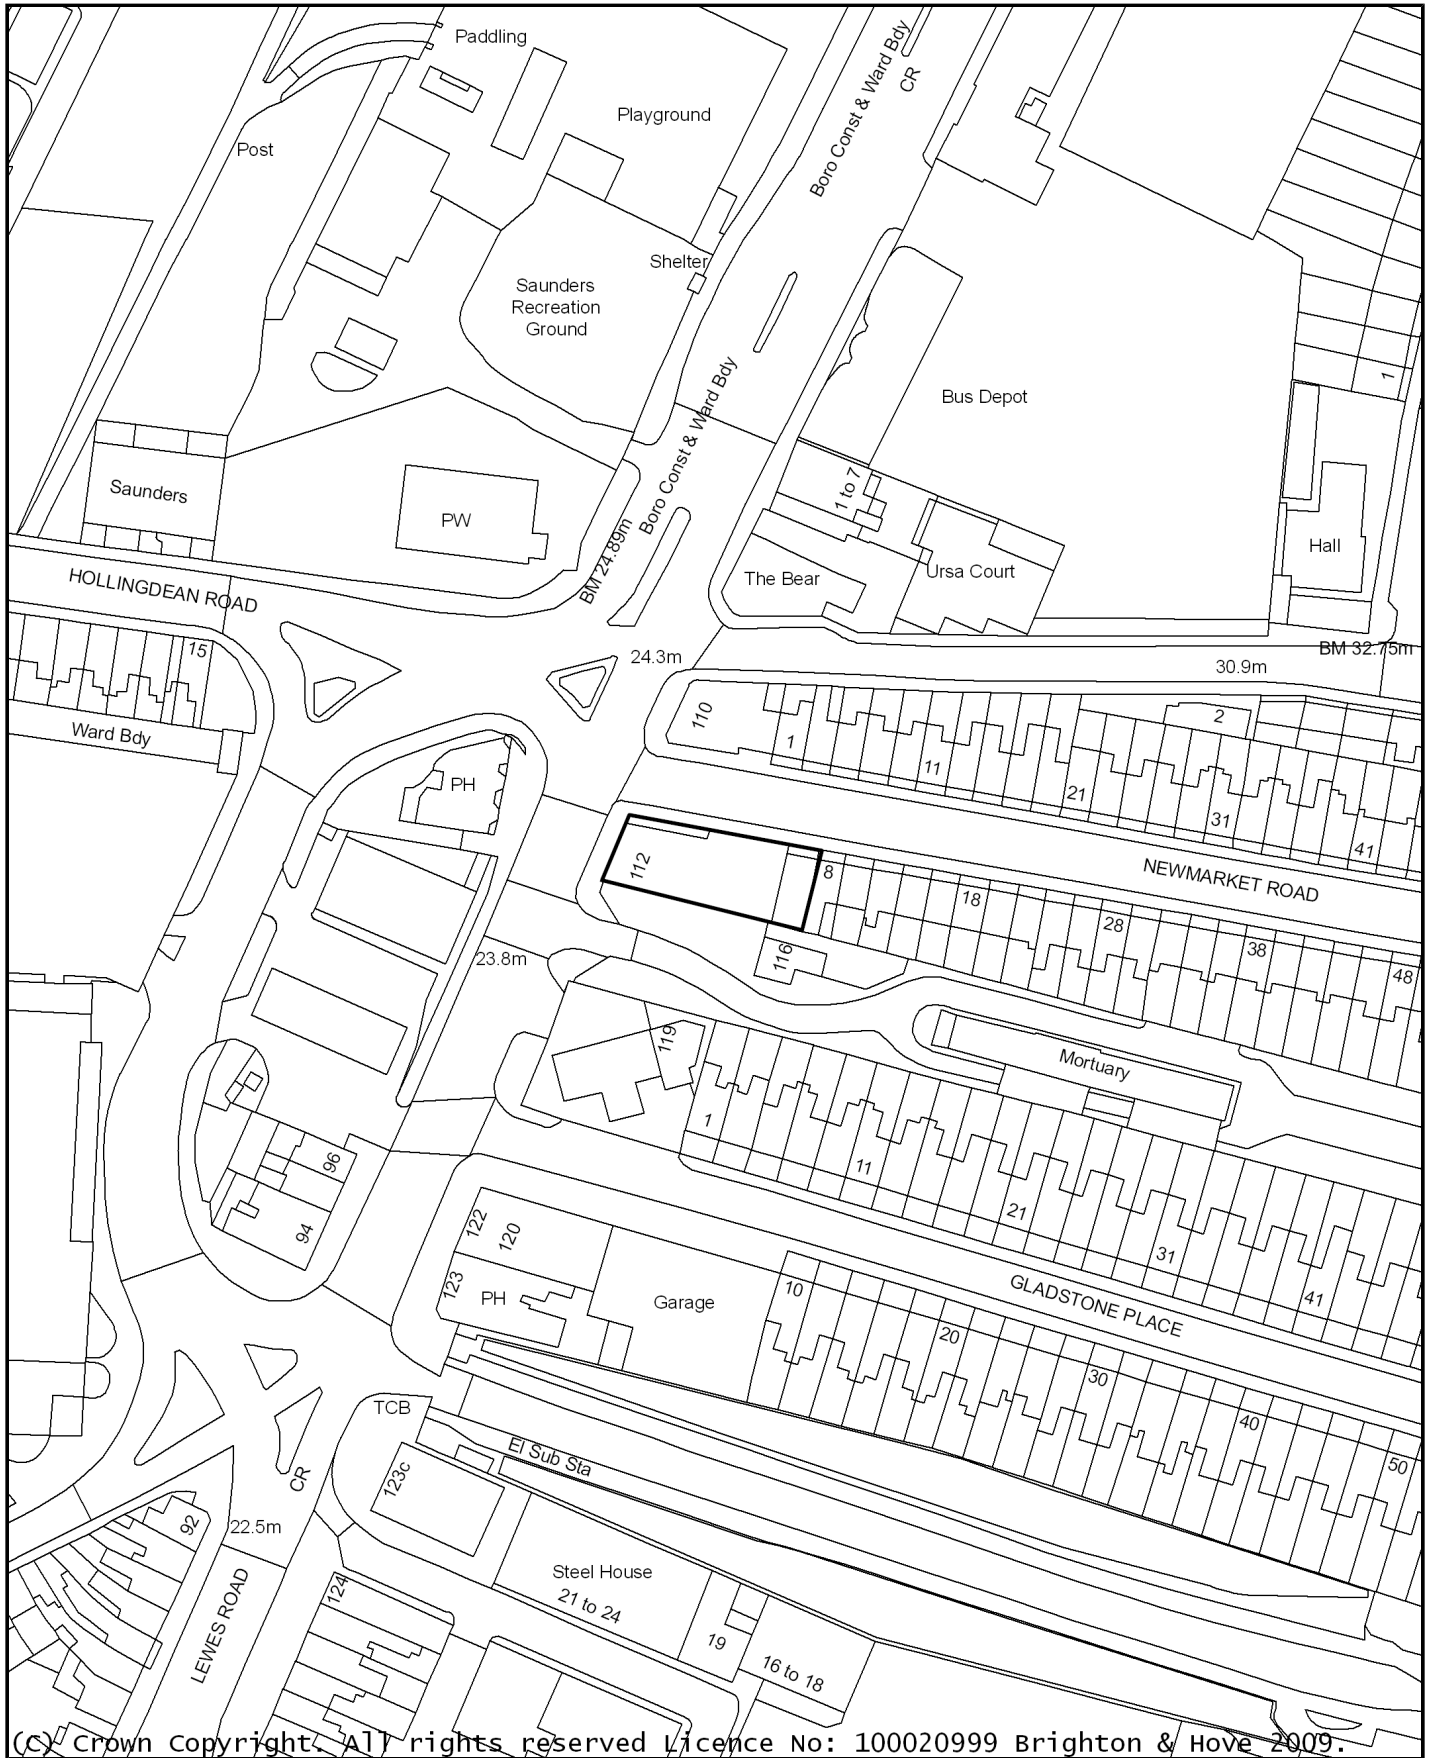 Paddling
Boro Const & Ward Bdy
CR
Playground
Post
Shelter
Saunders
Recreation
Ground
Boro Const & Ward Bdy
Bus Depot
1
Saunders
PW
1 to 7
BM 24.89m
Hall
The Bear
Ursa Court
HOLLINGDEAN ROAD
15
24.3m
BM 32.75m
30.9m
Ward Bdy
110
1
11
21
2
31
41
PH
112
8
18
28
38
48
NEWMARKET ROAD
116
23.8m
119
Mortuary
1
11
21
31
41
96
94
122
120
123
PH
Garage
10
20
30
40
50
GLADSTONE PLACE
TCB
El Sub Sta
CR
123c
92
22.5m
Steel House
21 to 24
124
LEWES ROAD
19
16 to 18
(C) Crown Copyright. All rights reserved Licence No: 100020999 Brighton & Hove 2009.